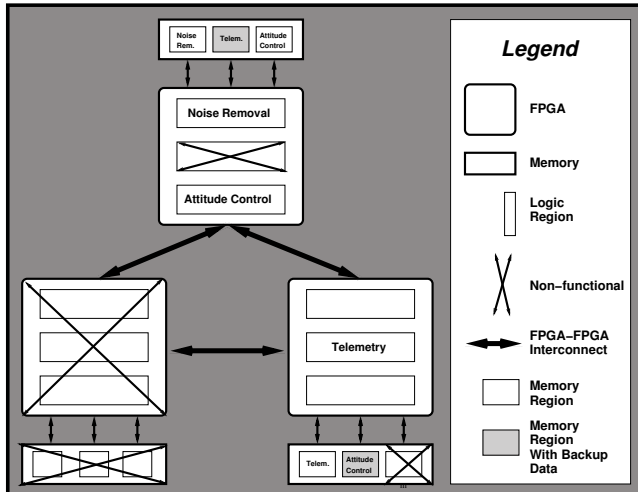 Noise
Rem.
Telem.
Attitude
Control
Noise Removal
Attitude Control
Telemetry
Telem.
Attitude
Control
Legend
FPGA
Memory
Logic
Region
Non−functional
FPGA−FPGA
Interconnect
Memory
Region
Memory
Region
With Backup
Data